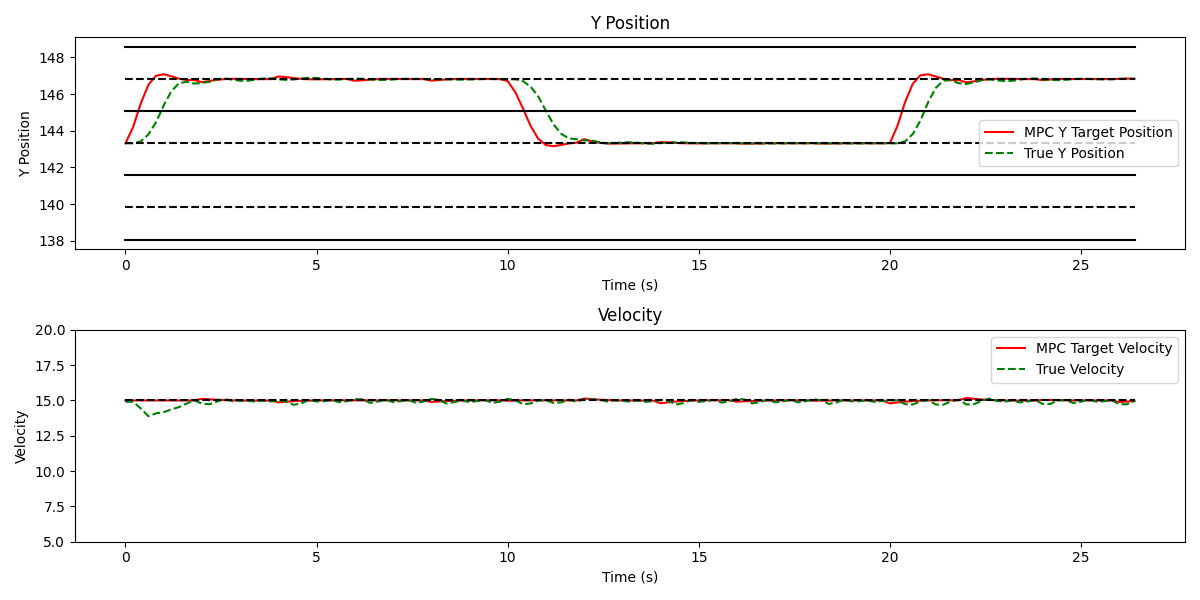 Y Position
148
146
144
142
140
138
Y Position
MPC Y Target Position
True Y Position
0 5 10 15 20 25
Time (s)
Velocity
20.0
17.5
15.0
12.5
10.0
7.5
5.0
Velocity
MPC Target Velocity
True Velocity
0 5 10 15 20 25
Time (s)